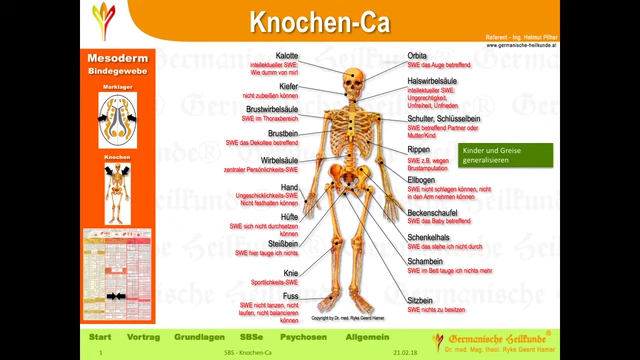 Knochen-Ca
Referent - Ing. Helmut Pilhar
www.germanische-heilkunde.at
Mesoderm
Bindegewebe
Marklager
Knochen
Kalotte
intellektueller SWE:
Wie dumm von mir!
Kiefer
nicht zubeißen können
Brustwirbelsäule
SWE im Thoraxbereich
Brustbein
SWE das Dekollete betreffend
Wirbelsäule
zentraler Persönlichkeits-SWE
Hand
Ungeschicklichkeits-SWE
Nicht festhalten können
Hüfte
SWE sich nicht durchsetzen
können
Steißbein
SWE hier tauge ich nichts
Knie
Sportlichkeits-SWE
Fuss
SWE nicht tanzen, nicht
laufen, nicht balancieren
können
Orbita
SWE das Auge betreffend
Halswirbelsäule
intellektueller SWE:
Ungerechtigkeit,
Unfreiheit, Unfrieden
Schulter, Schlüsselbein
SWE betreffend Partner oder
Mutter/Kind
Rippen
SWE z.B. wegen
Brustamputation
Ellbogen
SWE nicht schlagen können, nicht
in den Arm nehmen können
Beckenschaufel
SWE das Baby betreffend
Schenkelhals
SWE das stehe ich nicht durch
Schambein
SWE im Bett tauge ich nichts mehr
Sitzbein
SWE nichts zu besitzen
Kinder und Greise
generalisieren
Copyright by Dr. med. Ryke Geerd Hamer
Germanische Heilkunde®
Start Vortrag Grundlagen SBSe Psychosen Allgemein
Germanische Heilkunde®
Dr. med. Mag. theol. Ryke Geerd Hamer
1 SBS - Knochen-Ca 21.02.18